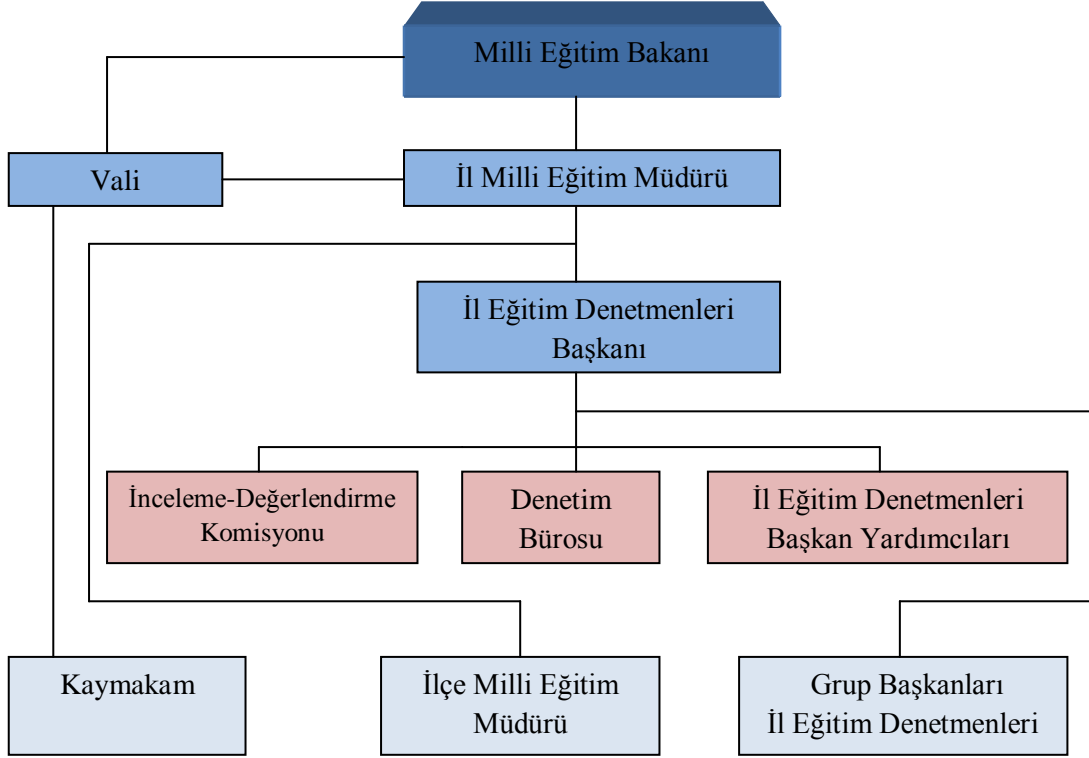 Milli Eğitim Bakanı
Vali
İl Milli Eğitim Müdürü
İl Eğitim Denetmenleri
Başkanı
İnceleme-Değerlendirme
Komisyonu
Denetim
Bürosu
İl Eğitim Denetmenleri
Başkan Yardımcıları
Kaymakam
İlçe Milli Eğitim
Müdürü
Grup Başkanları
İl Eğitim Denetmenleri